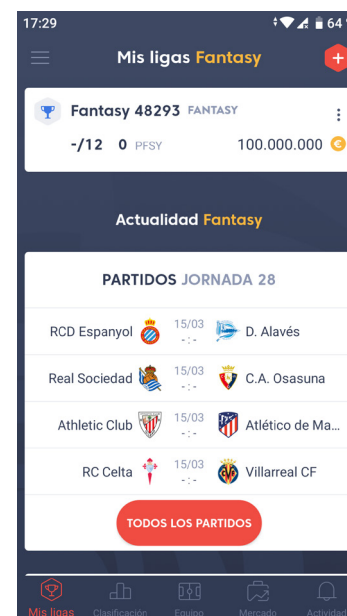 17:29
64
Mis ligas Fantasy
Fantasy 48293 FANTASY
-/12 0 PFSY 100.000.000
Actualidad Fantasy
PARTIDOS JORNADA 28
RCD Espanyol 15/03 -:- D. Alavés
Real Sociedad 15/03 -:- C.A. Osasuna
Athletic Club 15/03 -:- Atlético de Ma...
RC Celta 15/03 -:- Villarreal CF
TODOS LOS PARTIDOS
Mis ligas Clasificación Equipo Mercado Actividad